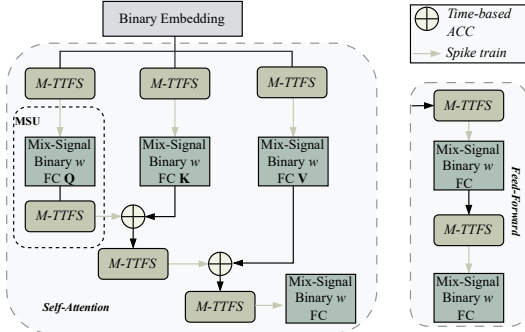 Binary Embedding
Time-based
ACC
Spike train
M-TTFS
M-TTFS
M-TTFS
MSU
Mix-Signal
Binary w
FC Q
Mix-Signal
Binary w
FC K
Mix-Signal
Binary w
FC V
M-TTFS
M-TTFS
M-TTFS
Mix-Signal
Binary w
FC
Self-Attention
M-TTFS
Mix-Signal
Binary w
FC
M-TTFS
Mix-Signal
Binary w
FC
Feed-Forward